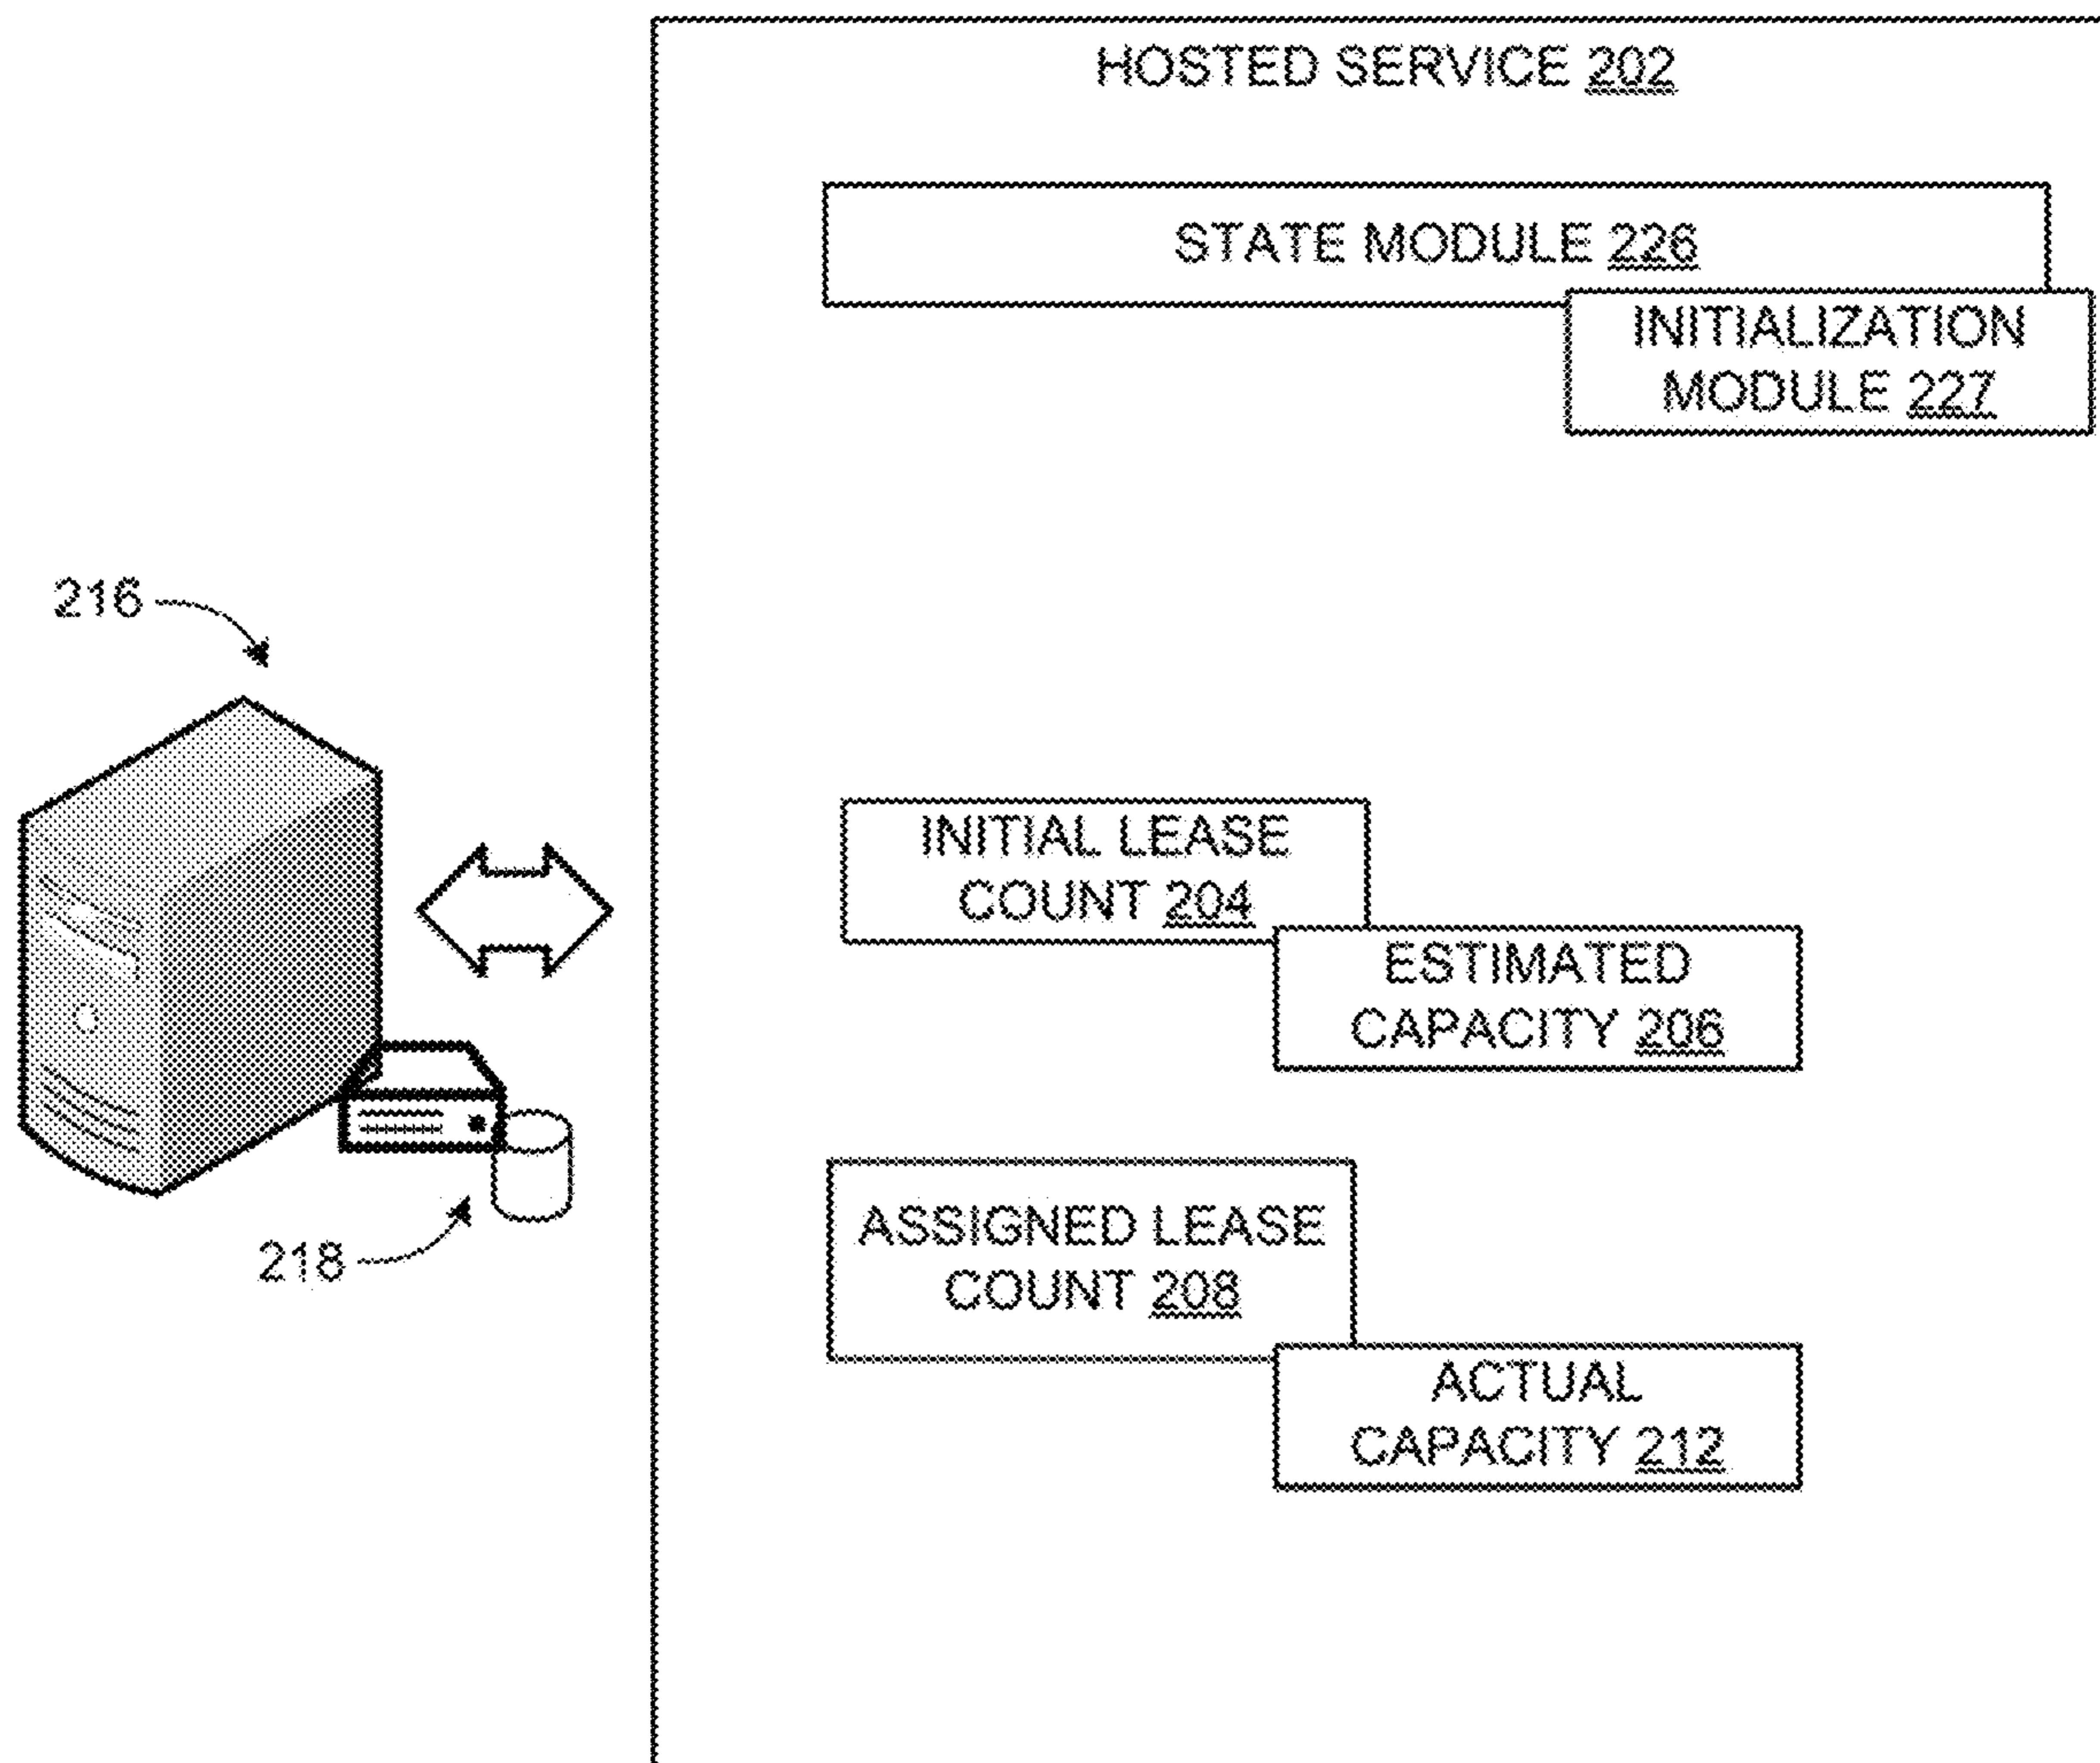 HOSTED SERVICE 202
STATE MODULE 226
INITIALIZATION
MODULE 227
216
INITIAL LEASE
COUNT 204
ESTIMATED
CAPACITY 206
218
ASSIGNED LEASE
COUNT 208
ACTUAL
CAPACITY 212